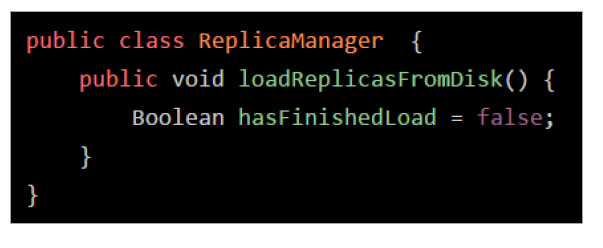 public class ReplicaManager  {
    public void loadReplicasFromDisk() {
        Boolean hasFinishedLoad = false;
    }
}